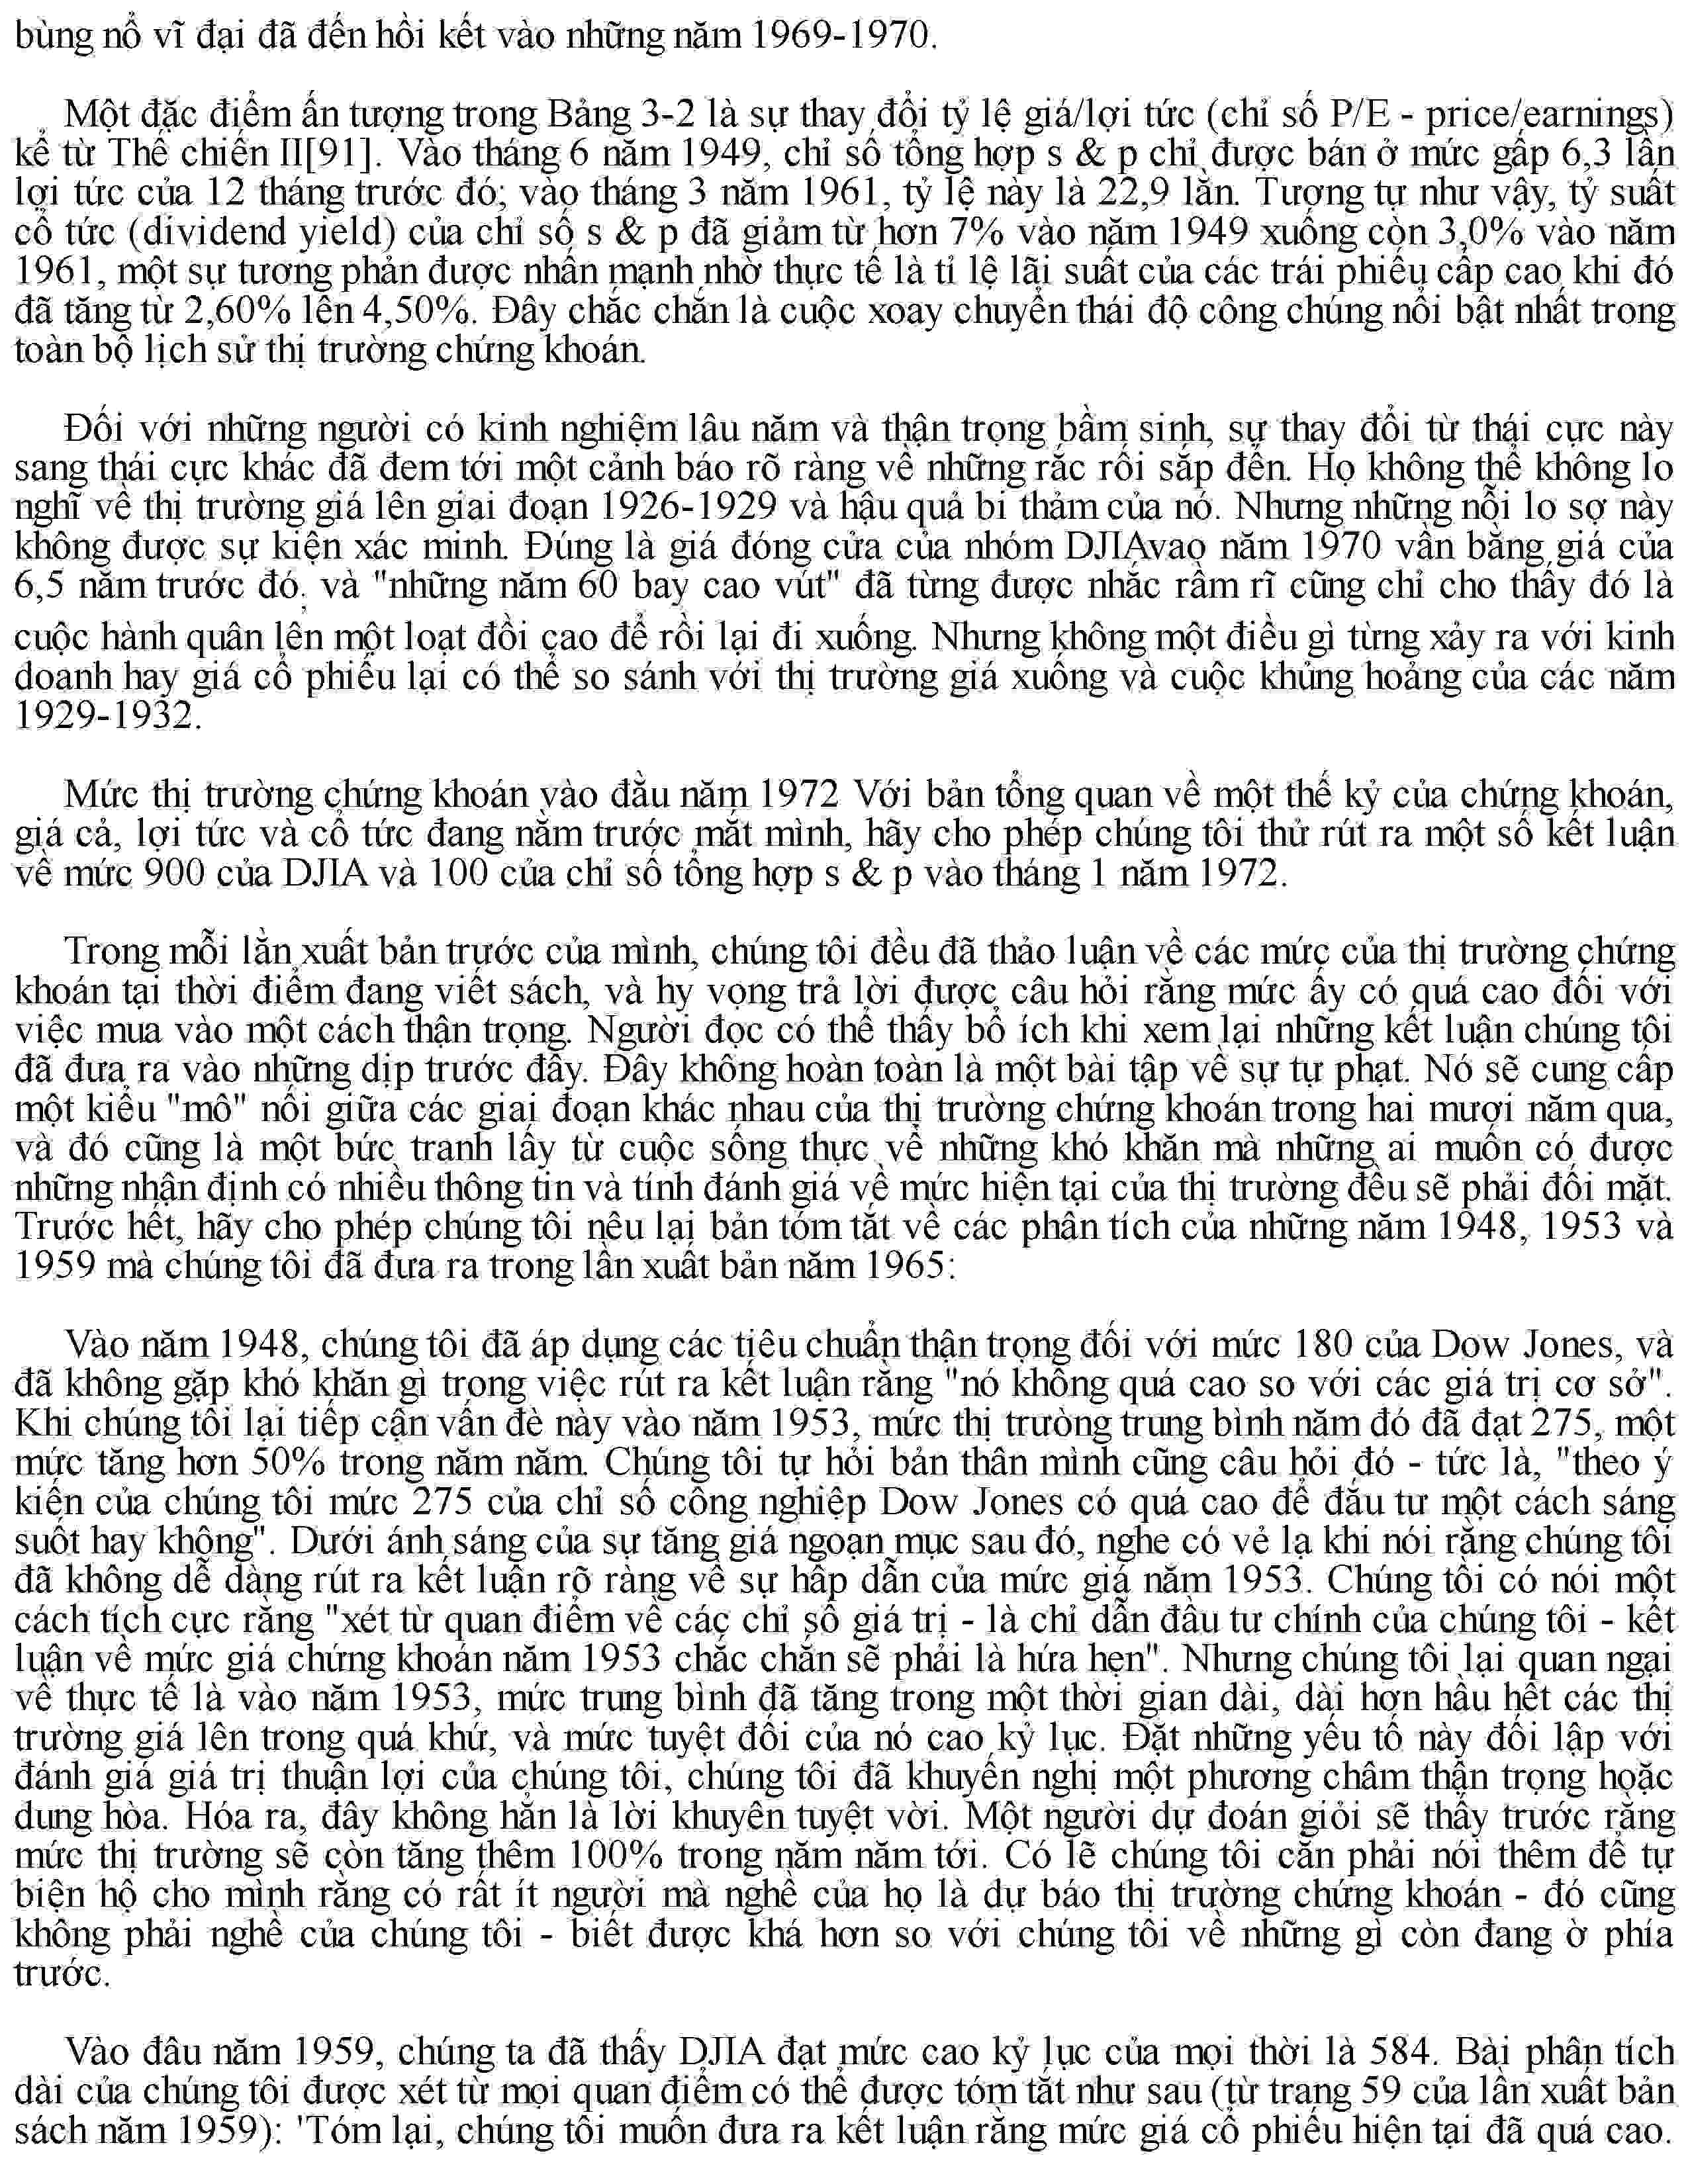 bùng nổ vĩ đại đã đến hồi kết vào những năm 1969-1970.
Một đặc điểm ấn tượng trong Bảng 3-2 là sự thay đổi tỷ lệ giá/lợi tức (chỉ số P/E - price/earnings)
kể từ Thế chiến II[91]. Vào tháng 6 năm 1949, chỉ số tổng hợp s & p chỉ được bán ở mức gấp 6,3 lần
lợi tức của 12 tháng trước đó; vào tháng 3 năm 1961, tỷ lệ này là 22,9 lần. Tương tự như vậy, tỷ suất
cổ tức (dividend yield) của chỉ số s & p đã giảm từ hơn 7% vào năm 1949 xuống còn 3,0% vào năm
1961, một sự tương phản được nhấn mạnh nhờ thực tế là tỉ lệ lãi suất của các trái phiếu cấp cao khi đó
đã tăng từ 2,60% lên 4,50%. Đây chắc chắn là cuộc xoay chuyển thái độ công chúng nổi bật nhất trong
toàn bộ lịch sử thị trường chứng khoán.
Đối với những người có kinh nghiệm lâu năm và thận trọng bẩm sinh, sự thay đổi từ thái cực này
sang thái cực khác đã đem tới một cảnh báo rõ ràng về những rắc rối sắp đến. Họ không thể không lo
nghĩ về thị trường giá lên giai đoạn 1926-1929 và hậu quả bi thảm của nó. Nhưng những nỗi lo sợ này
không được sự kiện xác minh. Đúng là giá đóng cửa của nhóm DJIAvao năm 1970 vẫn bằng giá của
6,5 năm trước đó, và "những năm 60 bay cao vút" đã từng được nhắc rầm rĩ cũng chỉ cho thấy đó là
cuộc hành quân lên một loạt đồi cao để rồi lại đi xuống. Nhưng không một điều gì từng xảy ra với kinh
doanh hay giá cổ phiếu lại có thể so sánh với thị trường giá xuống và cuộc khủng hoảng của các năm
1929-1932.
Mức thị trường chứng khoán vào đầu năm 1972 Với bản tổng quan về một thế kỷ của chứng khoán,
giá cả, lợi tức và cổ tức đang nằm trước mắt mình, hãy cho phép chúng tôi thử rút ra một số kết luận
về mức 900 của DJIA và 100 của chỉ số tổng hợp s & p vào tháng 1 năm 1972.
Trong mỗi lần xuất bản trước của mình, chúng tôi đều đã thảo luận về các mức của thị trường chứng
khoán tại thời điểm đang viết sách, và hy vọng trả lời được câu hỏi rằng mức ấy có quá cao đối với
việc mua vào một cách thận trọng. Người đọc có thể thấy bổ ích khi xem lại những kết luận chúng tôi
đã đưa ra vào những dịp trước đây. Đây không hoàn toàn là một bài tập về sự tự phạt. Nó sẽ cung cấp
một kiểu "mô" nối giữa các giai đoạn khác nhau của thị trường chứng khoán trong hai mươi năm qua,
và đó cũng là một bức tranh lấy từ cuộc sống thực về những khó khăn mà những ai muốn có được
những nhận định có nhiều thông tin và tính đánh giá về mức hiện tại của thị trường đều sẽ phải đối mặt.
Trước hết, hãy cho phép chúng tôi nêu lại bản tóm tắt về các phân tích của những năm 1948, 1953 và
1959 mà chúng tôi đã đưa ra trong lần xuất bản năm 1965:
Vào năm 1948, chúng tôi đã áp dụng các tiêu chuẩn thận trọng đối với mức 180 của Dow Jones, và
đã không gặp khó khăn gì trong việc rút ra kết luận rằng "nó không quá cao so với các giá trị cơ sở".
Khi chúng tôi lại tiếp cận vấn đè này vào năm 1953, mức thị trường trung bình năm đó đã đạt 275, một
mức tăng hơn 50% trong năm năm. Chúng tôi tự hỏi bản thân mình cũng câu hỏi đó - tức là, "theo ý
kiến của chúng tôi mức 275 của chỉ số công nghiệp Dow Jones có quá cao để đầu tư một cách sáng
suốt hay không". Dưới ánh sáng của sự tăng giá ngoạn mục sau đó, nghe có vẻ lạ khi nói rằng chúng tôi
đã không dễ dàng rút ra kết luận rõ ràng về sự hấp dẫn của mức giá năm 1953. Chúng tôi có nói một
cách tích cực rằng "xét từ quan điểm về các chỉ số giá trị - là chỉ dẫn đầu tư chính của chúng tôi - kết
luận về mức giá chứng khoán năm 1953 chắc chắn sẽ phải là hứa hẹn". Nhưng chúng tôi lại quan ngại
về thực tế là vào năm 1953, mức trung bình đã tăng trong một thời gian dài, dài hơn hầu hết các thị
trường giá lên trong quá khứ, và mức tuyệt đối của nó cao kỷ lục. Đặt những yếu tố này đối lập với
đánh giá giá trị thuận lợi của chúng tôi, chúng tôi đã khuyến nghị một phương châm thận trọng hoặc
dung hòa. Hóa ra, đây không hẳn là lời khuyên tuyệt vời. Một người dự đoán giỏi sẽ thấy trước rằng
mức thị trường sẽ còn tăng thêm 100% trong năm năm tới. Có lẽ chúng tôi cần phải nói thêm để tự
biện hộ cho mình rằng có rất ít người mà nghề của họ là dự báo thị trường chứng khoán - đó cũng
không phải nghề của chúng tôi - biết được khá hơn so với chúng tôi về những gì còn đang ờ phía
trước.
Vào đâu năm 1959, chúng ta đã thấy DJIA đạt mức cao kỷ lục của mọi thời là 584. Bài phân tích
dài của chúng tôi được xét từ mọi quan điểm có thể được tóm tắt như sau (từ trang 59 của lần xuất bản
sách năm 1959): 'Tóm lại, chúng tôi muốn đưa ra kết luận rằng mức giá cổ phiếu hiện tại đã quá cao.